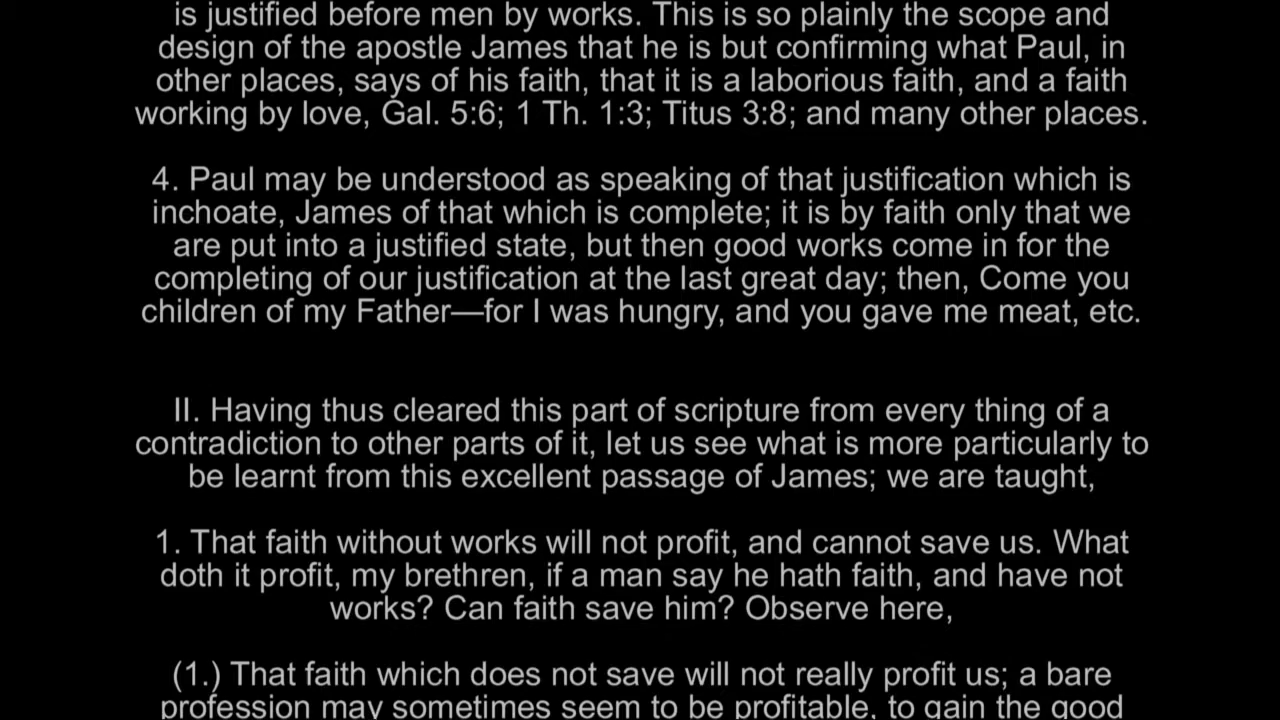 is justified before men by works. This is so plainly the scope and
design of the apostle James that he is but confirming what Paul, in
other places, says of his faith, that it is a laborious faith, and a faith
working by love, Gal. 5:6; 1 Th. 1:3; Titus 3:8; and many other places.
4. Paul may be understood as speaking of that justification which is
inchoate, James of that which is complete; it is by faith only that we
are put into a justified state, but then good works come in for the
completing of our justification at the last great day; then, Come you
children of my Father—for I was hungry, and you gave me meat, etc.
II. Having thus cleared this part of scripture from every thing of a
contradiction to other parts of it, let us see what is more particularly to
be learnt from this excellent passage of James; we are taught,
1. That faith without works will not profit, and cannot save us. What
doth it profit, my brethren, if a man say he hath faith, and have not
works? Can faith save him? Observe here,
(1.) That faith which does not save will not really profit us; a bare
profession may sometimes seem to be profitable, to gain the good